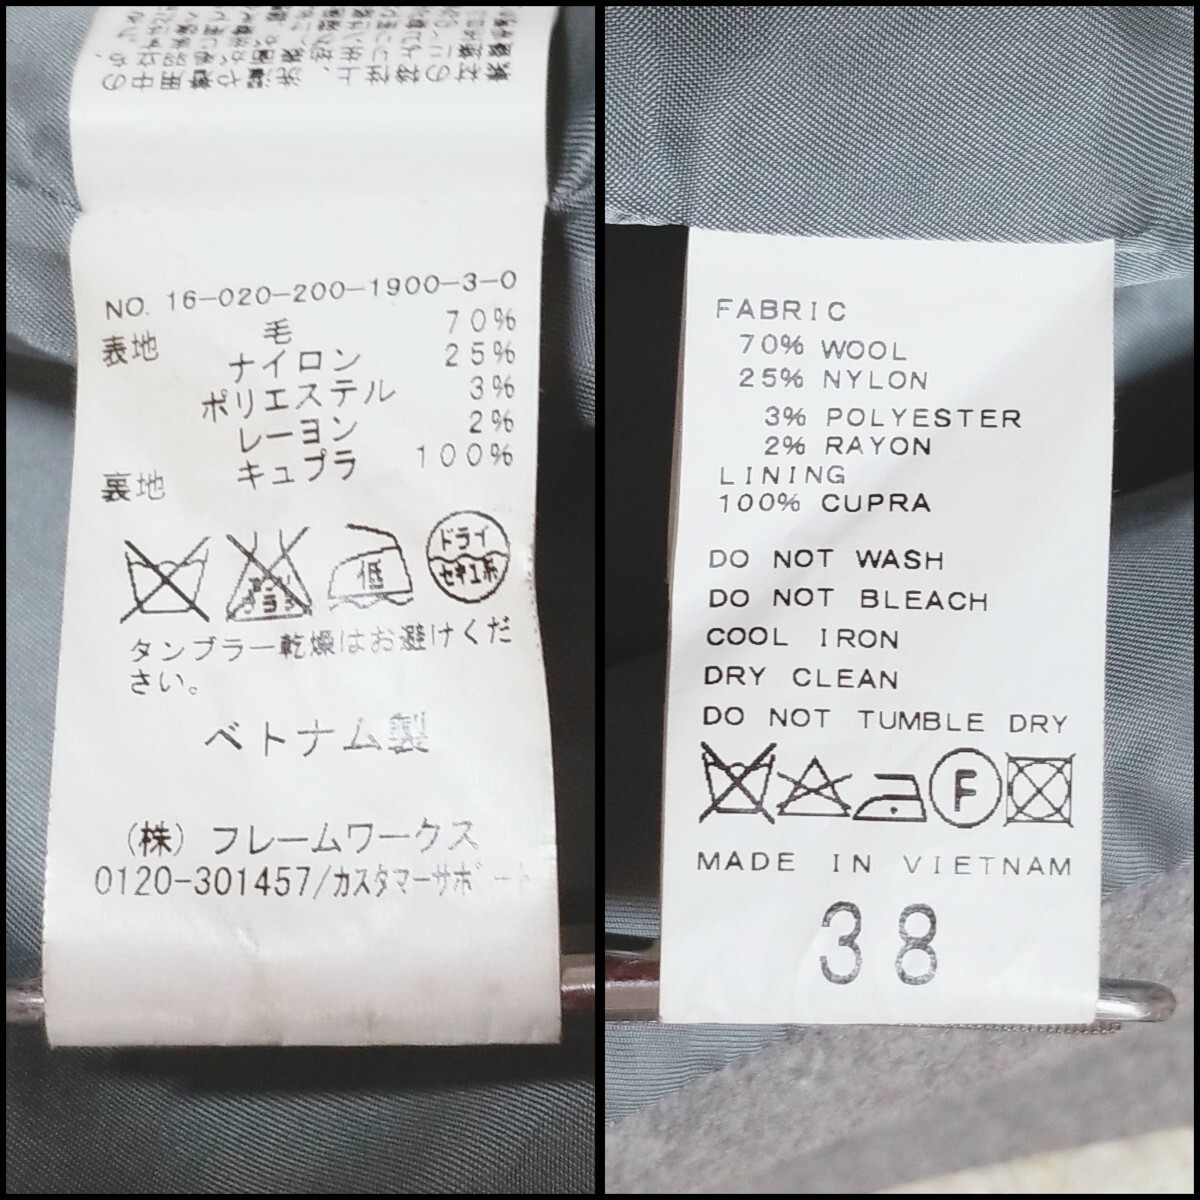 NO. 16-020-200-1900-3-0
表地 毛 70%
ナイロン 25%
ポリエステル 3%
レーヨン 2%
裏地 キュプラ 100%
低
ドライ
セキユ系
タンブラー乾燥はお避けくだ
さい。
ベトナム製
(株) フレームワークス
0120-301457/カスタマーサポート
FABRIC
70% WOOL
25% NYLON
3% POLYESTER
2% RAYON
LINING
100% CUPRA
DO NOT WASH
DO NOT BLEACH
COOL IRON
DRY CLEAN
DO NOT TUMBLE DRY
F
MADE IN VIETNAM
38